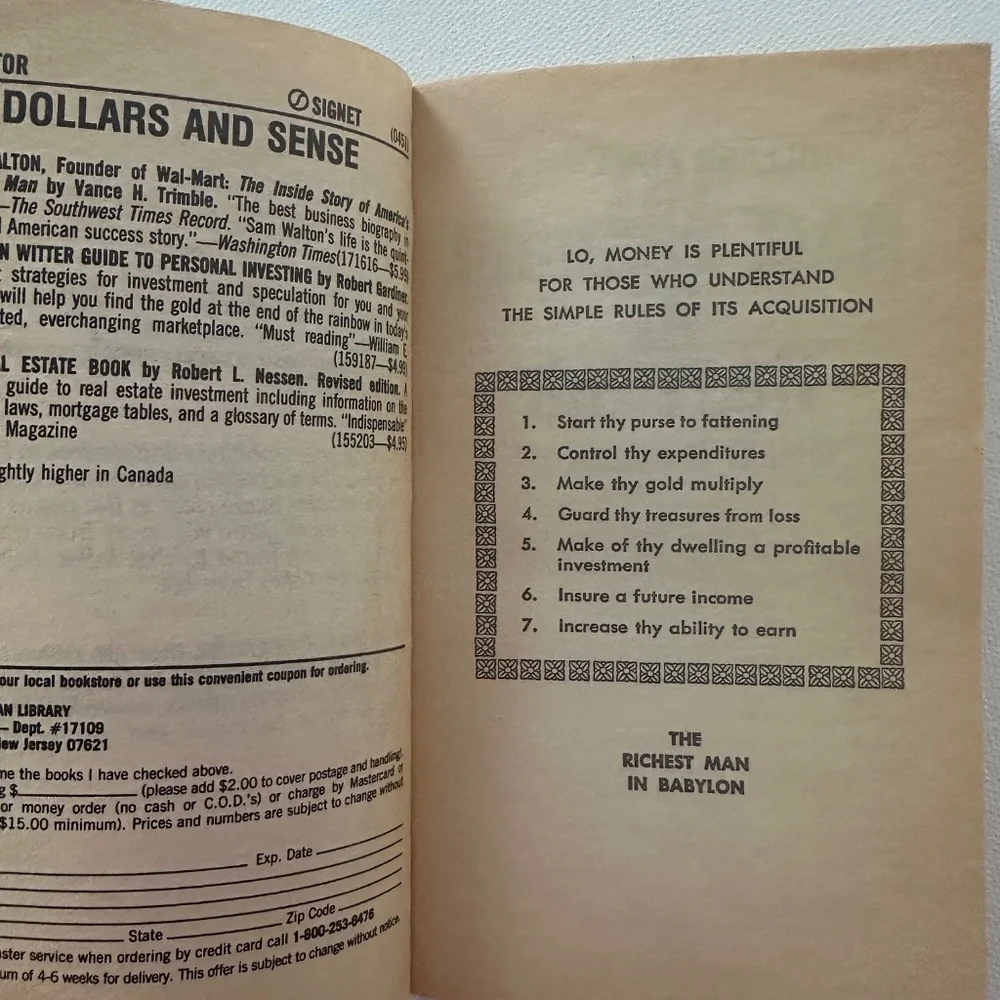 TOR
SIGNET (0451)
DOLLARS AND SENSE
ALTON, Founder of Wal-Mart: The Inside Story of America's
Man by Vance H. Trimble. “The best business biography in
—The Southwest Times Record. “Sam Walton's life is the quint-
American success story.”—Washington Times (171616—$5.99)
N WITTER GUIDE TO PERSONAL INVESTING by Robert Gardiner.
strategies for investment and speculation for you and your
will help you find the gold at the end of the rainbow in today's
ted, everchanging marketplace. “Must reading”—William E.
(159187—$4.99)
L ESTATE BOOK by Robert L. Nessen. Revised edition. A
guide to real estate investment including information on the
laws, mortgage tables, and a glossary of terms. “Indispensable”
Magazine (155203—$4.95)
ghtly higher in Canada
our local bookstore or use this convenient coupon for ordering.
AN LIBRARY
— Dept. #17109
New Jersey 07621
me the books I have checked above.
g $ (please add $2.00 to cover postage and handling).
or money order (no cash or C.O.D.'s) or charge by Mastercard or
$15.00 minimum). Prices and numbers are subject to change without
Exp. Date
State Zip Code
ster service when ordering by credit card call 1-800-253-6476
um of 4-6 weeks for delivery. This offer is subject to change without notice.
LO, MONEY IS PLENTIFUL
FOR THOSE WHO UNDERSTAND
THE SIMPLE RULES OF ITS ACQUISITION
1. Start thy purse to fattening
2. Control thy expenditures
3. Make thy gold multiply
4. Guard thy treasures from loss
5. Make of thy dwelling a profitable
investment
6. Insure a future income
7. Increase thy ability to earn
THE
RICHEST MAN
IN BABYLON